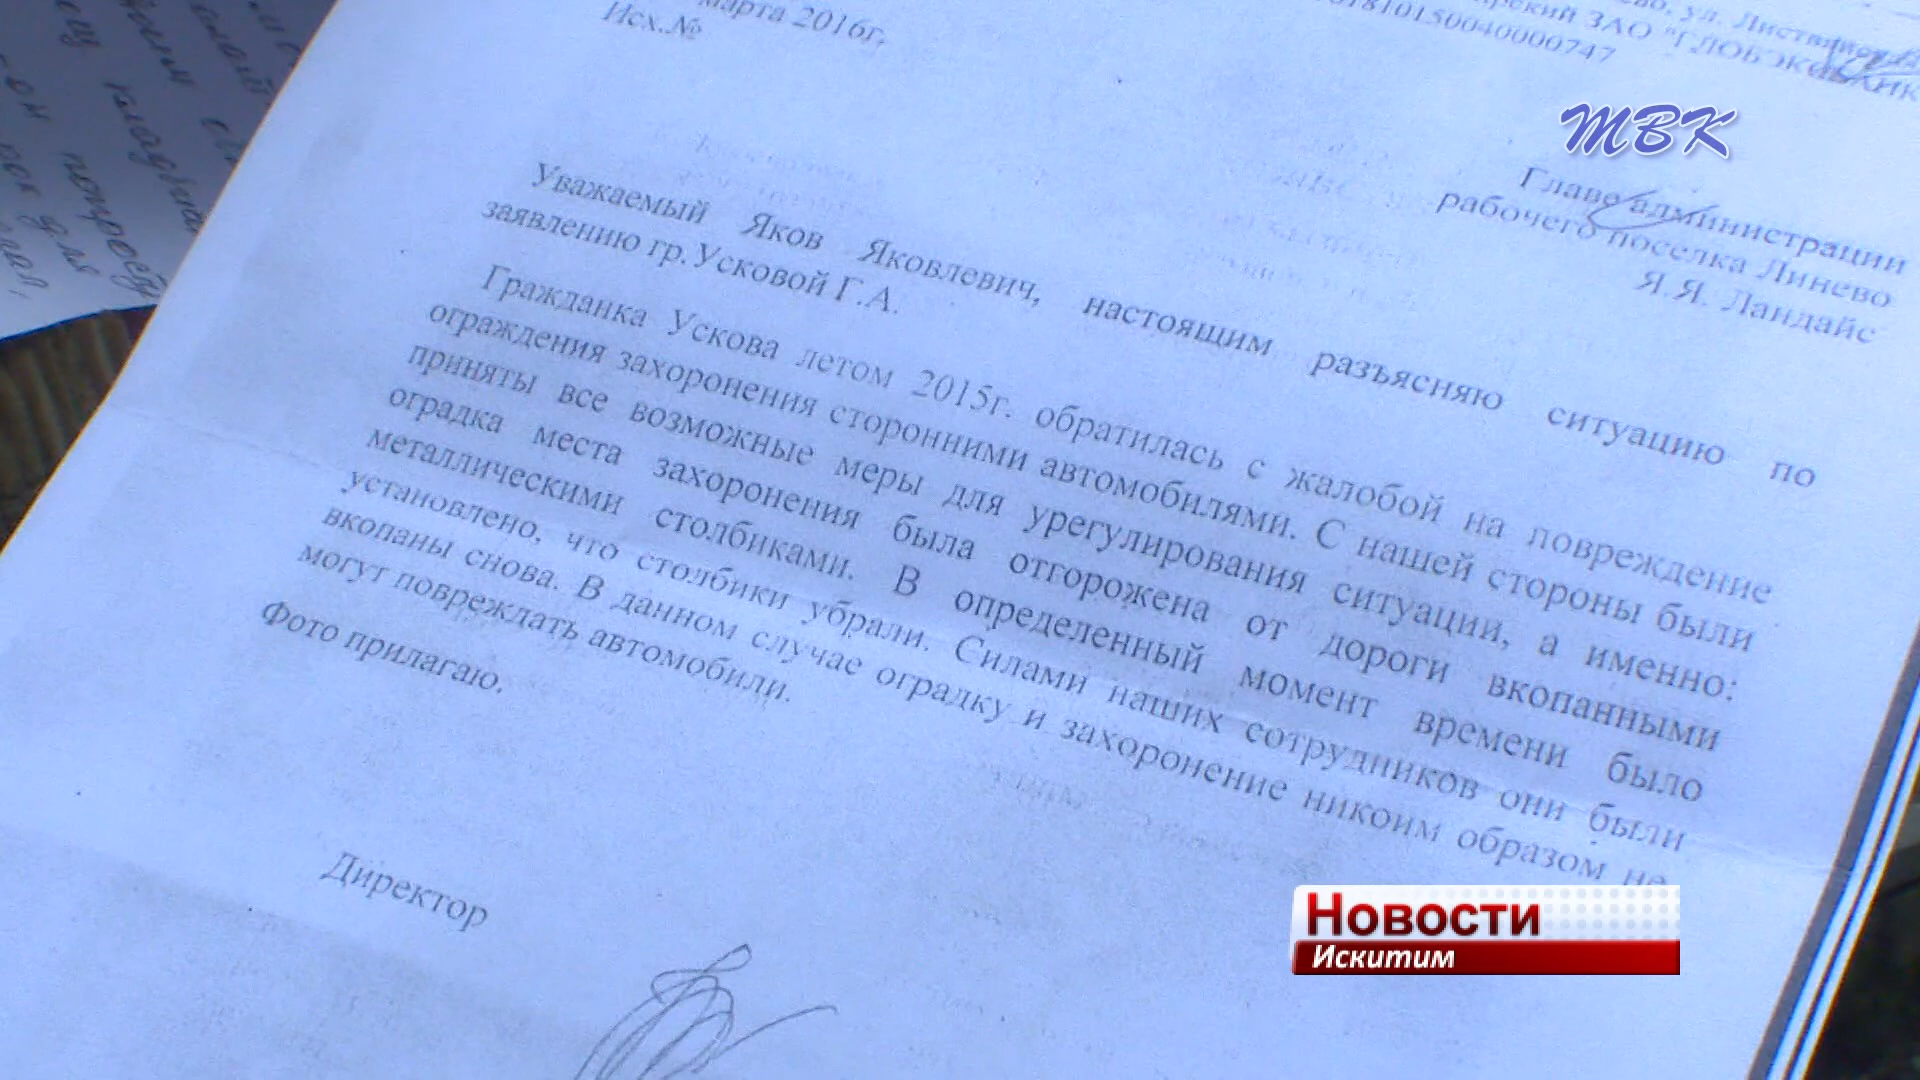 марта 2016г.
Исх.№
ул.
ЗАО "ГЛОБЭКС
0150040000747
ТВК
Главе администрации
рабочего поселка Линево
Я.Я. Ландайс
Уважаемый Яков Яковлевич, настоящим разъясняю ситуацию по
заявлению гр.Усковой Г.А.
Гражданка Ускова летом 2015г. обратилась с жалобой на повреждение
ограждения захоронения сторонними автомобилями. С нашей стороны были
приняты все возможные меры для урегулирования ситуации, а именно:
оградка места захоронения была отгорожена от дороги вкопанными
металлическими столбиками. В определенный момент времени было
установлено, что столбики убрали. Силами наших сотрудников они были
вкопаны снова. В данном случае оградку и захоронение никоим образом не
могут повреждать автомобили.
Фото прилагаю.
Директор
Новости
Искитим